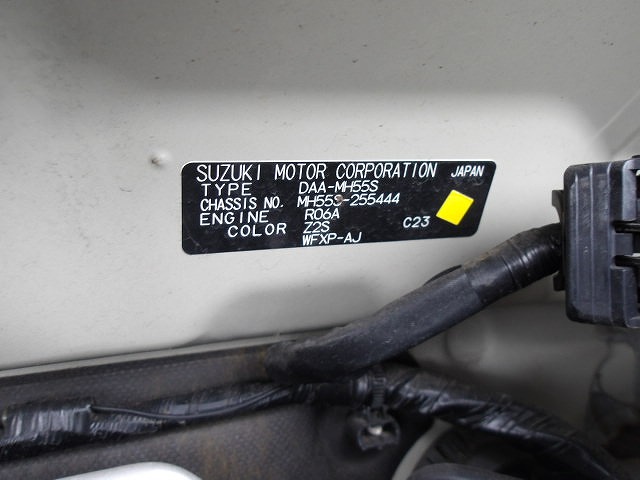 SUZUKI MOTOR CORPORATION JAPAN
TYPE DAA-MH55S
CHASSIS NO. MH55S-255444
ENGINE R06A
COLOR Z2S C23
WFXP-AJ